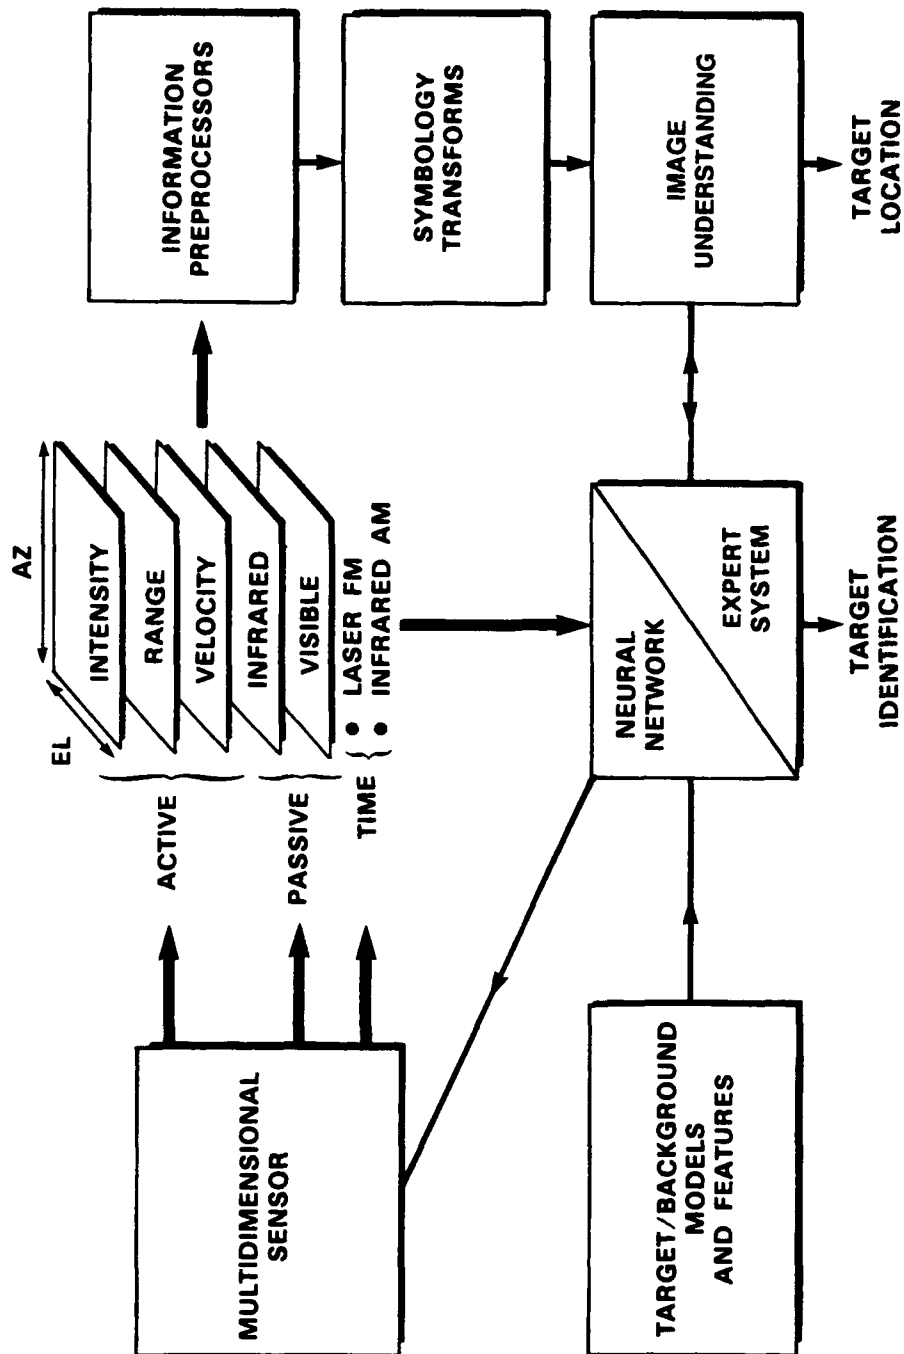 MULTIDIMENSIONAL
SENSOR
ACTIVE
PASSIVE
TIME
EL
AZ
INTENSITY
RANGE
VELOCITY
INFRARED
VISIBLE
• LASER FM
• INFRARED AM
INFORMATION
PREPROCESSORS
SYMBOLOGY
TRANSFORMS
IMAGE
UNDERSTANDING
TARGET
LOCATION
NEURAL
NETWORK
EXPERT
SYSTEM
TARGET
IDENTIFICATION
TARGET/BACKGROUND
MODELS
AND FEATURES